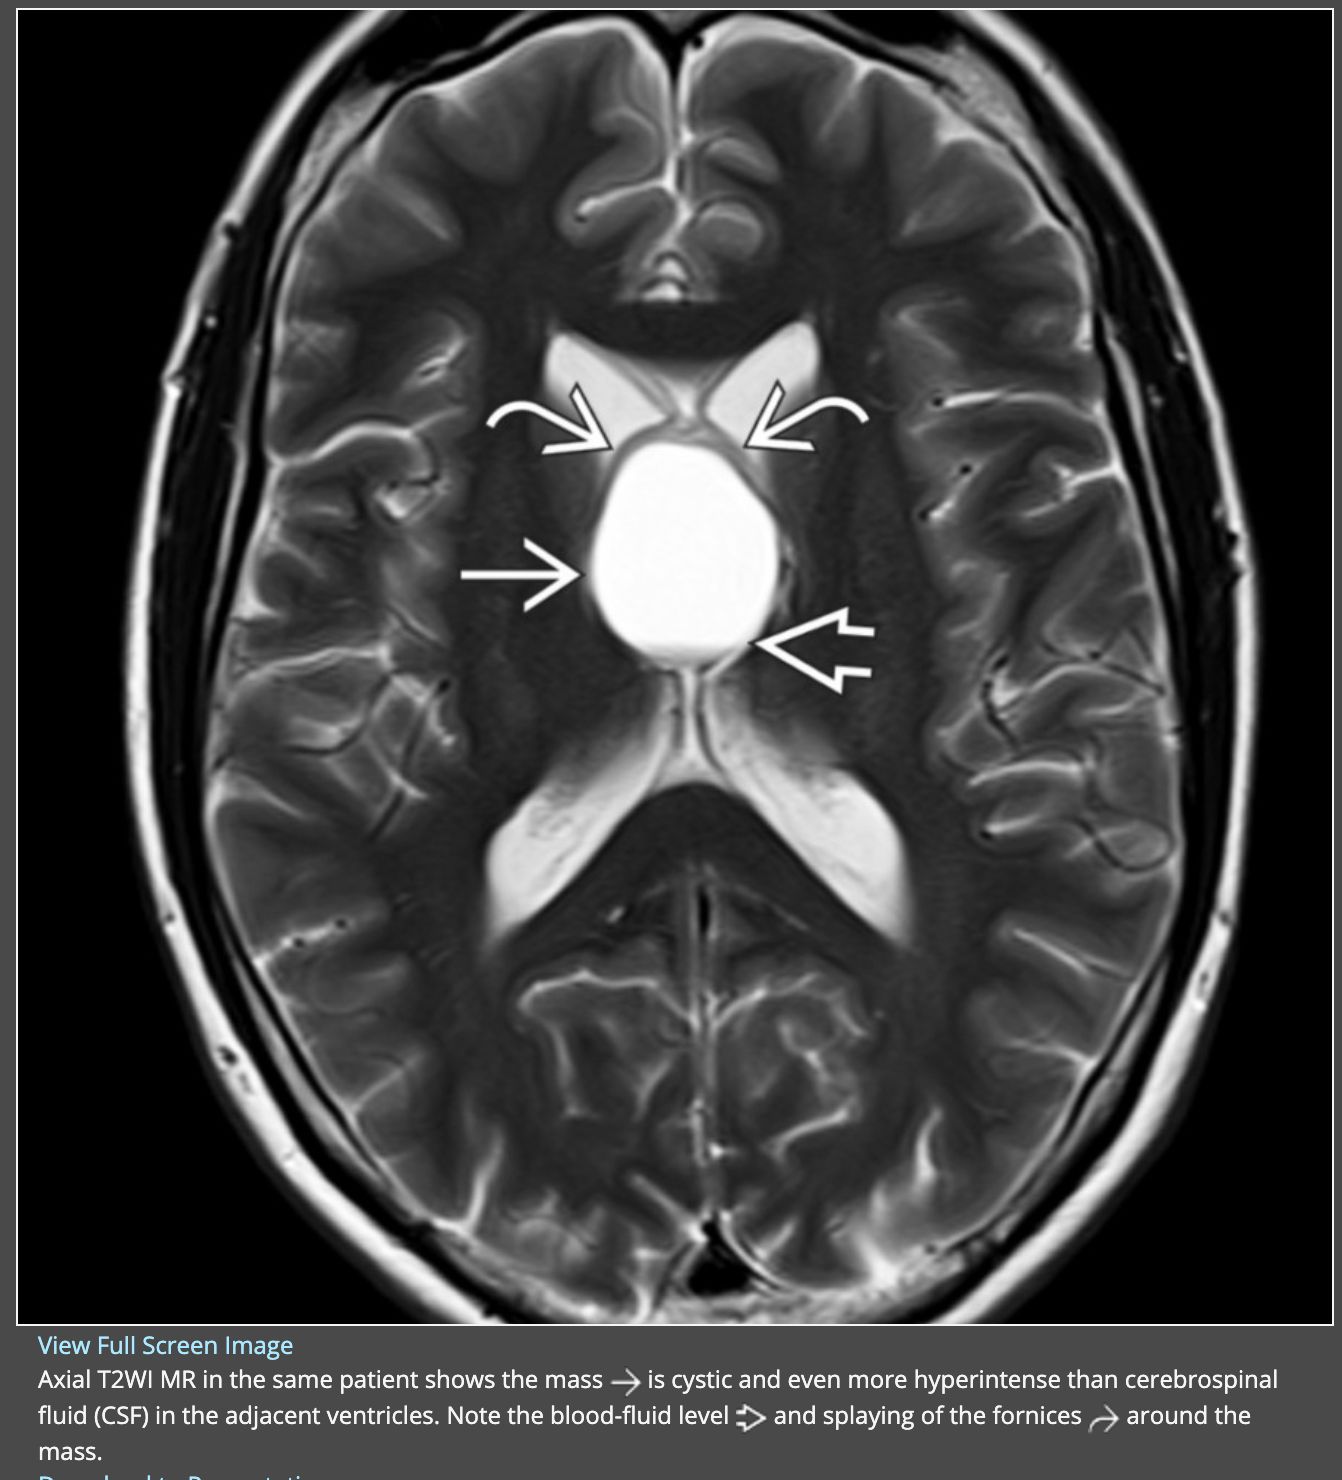 View Full Screen Image
Axial T2WI MR in the same patient shows the mass → is cystic and even more hyperintense than cerebrospinal
fluid (CSF) in the adjacent ventricles. Note the blood-fluid level and splaying of the fornices around the
mass.